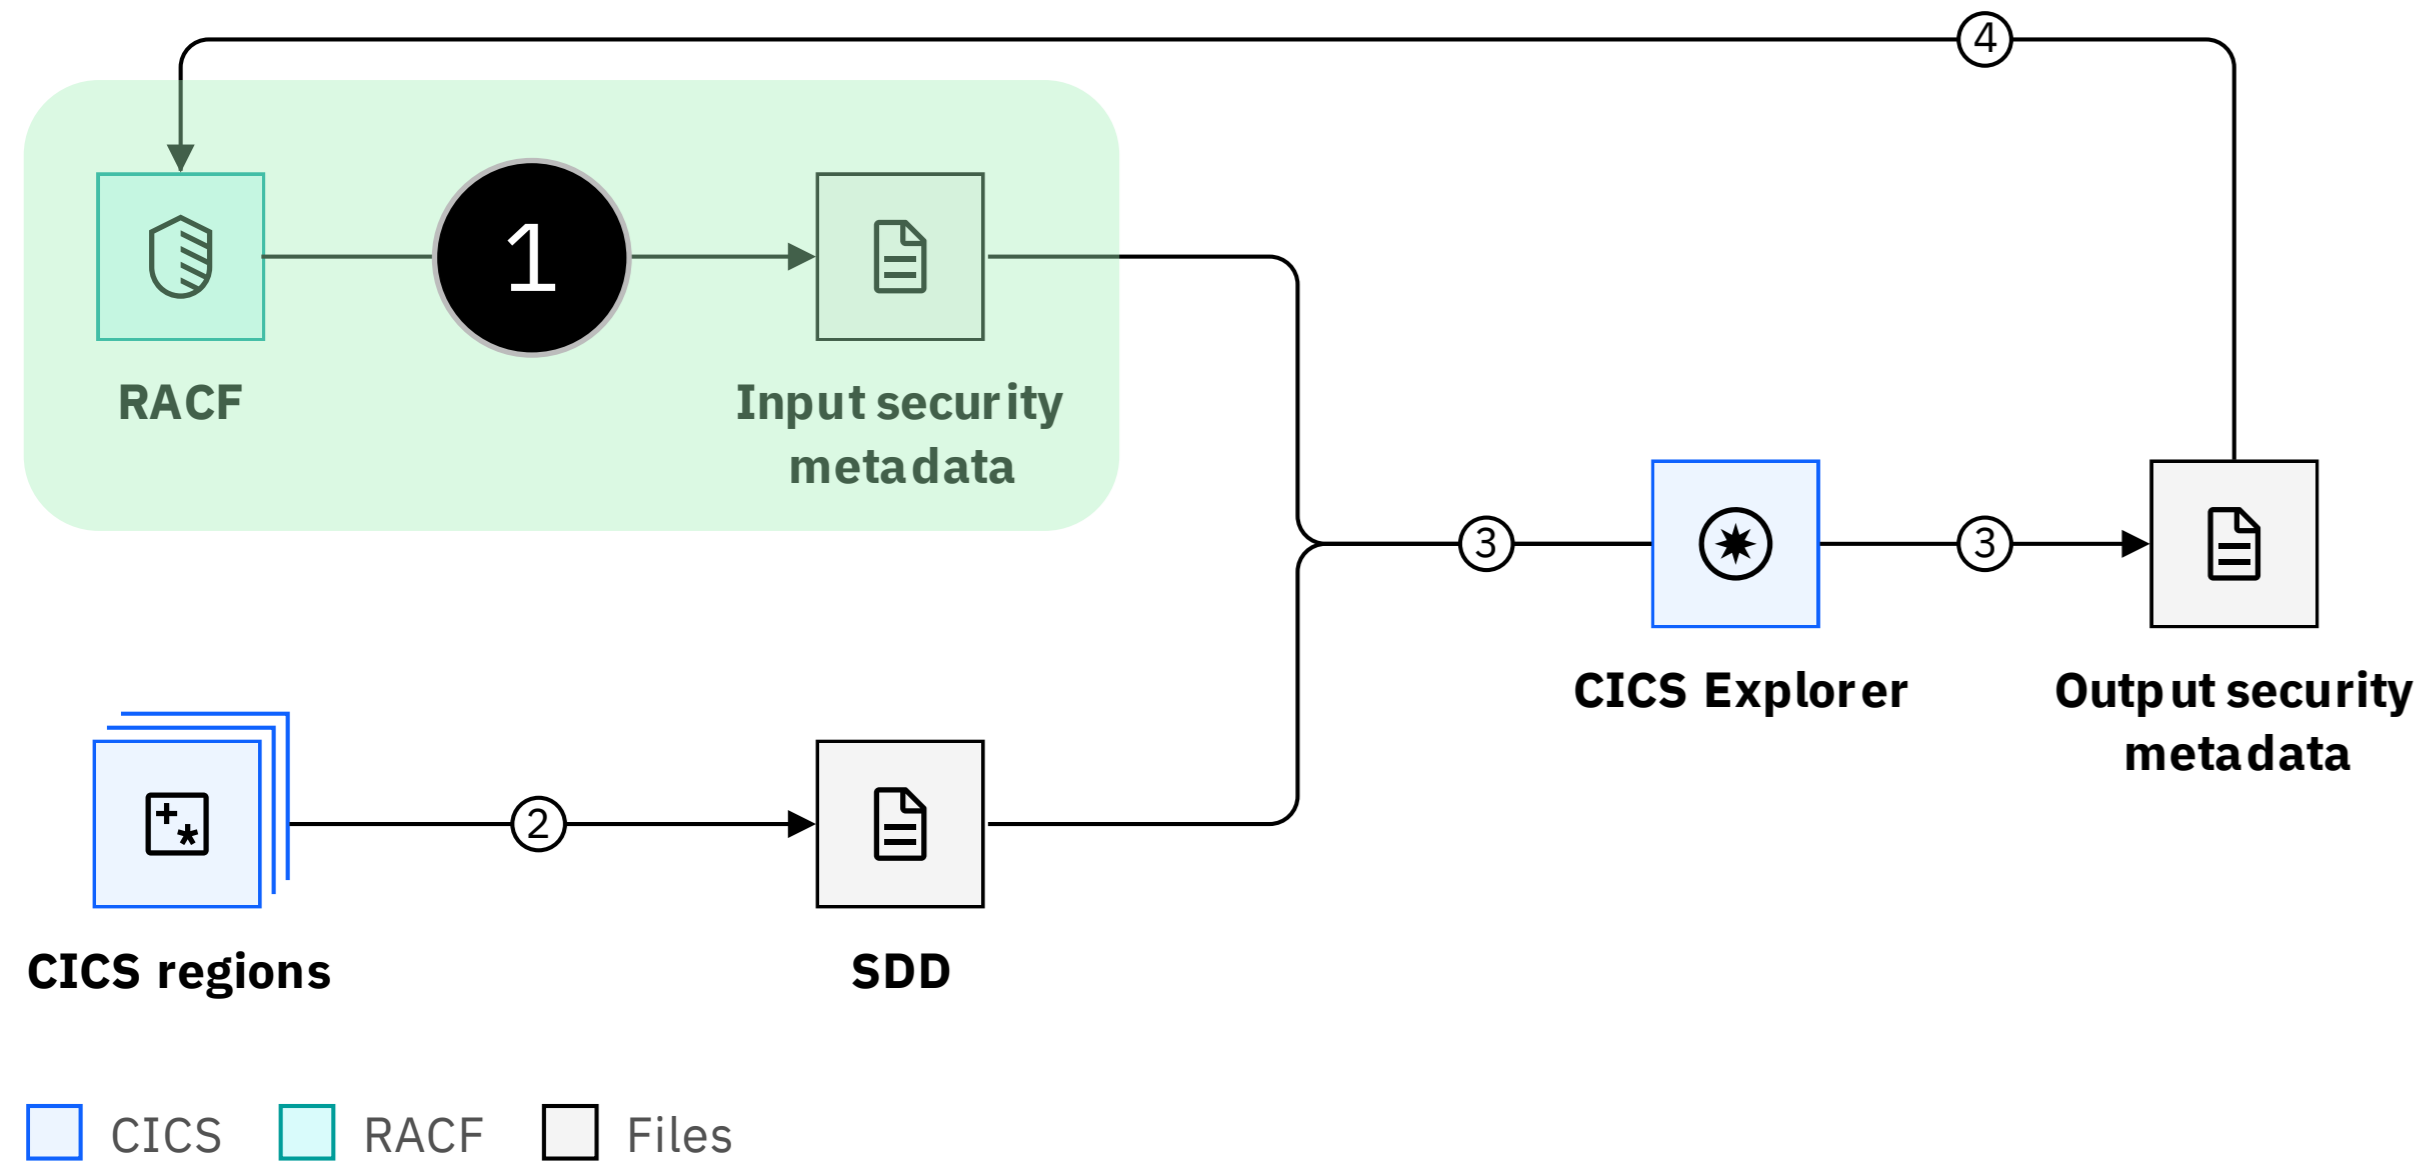 4
1
RACF
Input security
metadata
3
3
CICS Explorer
Output security
metadata
2
CICS regions
SDD
CICS
RACF
Files